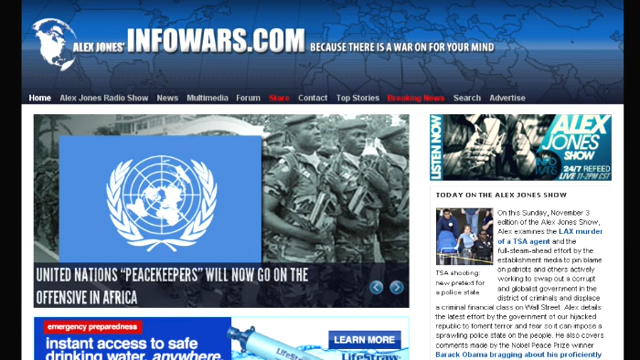 ALEX JONES' INFOWARS.COM BECAUSE THERE IS A WAR ON FOR YOUR MIND
Home Alex Jones Radio Show News Multimedia Forum Store Contact Top Stories Breaking News Search Advertise
UNITED NATIONS “PEACEKEEPERS” WILL NOW GO ON THE
OFFENSIVE IN AFRICA
emergency preparedness
instant access to safe
drinking water, anywhere
LifeStraw
LEARN MORE
LifeStraw
LISTEN NOW
ALEX
JONES
SHOW
24/7 REFEED
LIVE 11-2PM CST
TODAY ON THE ALEX JONES SHOW
TSA shooting:
new pretext for
a police state
On this Sunday, November 3
edition of the Alex Jones Show,
Alex examines the LAX murder
of a TSA agent and the
full-steam-ahead effort by the
establishment media to pin blame
on patriots and others actively
working to swap out a corrupt
and globalist government in the
district of criminals and displace
a criminal financial class on Wall Street. Alex details
the latest effort by the government of our hijacked
republic to foment terror and fear so it can impose a
sprawling police state on the people. He also covers
comments made by the Nobel Peace Prize winner
Barack Obama bragging about his proficiently